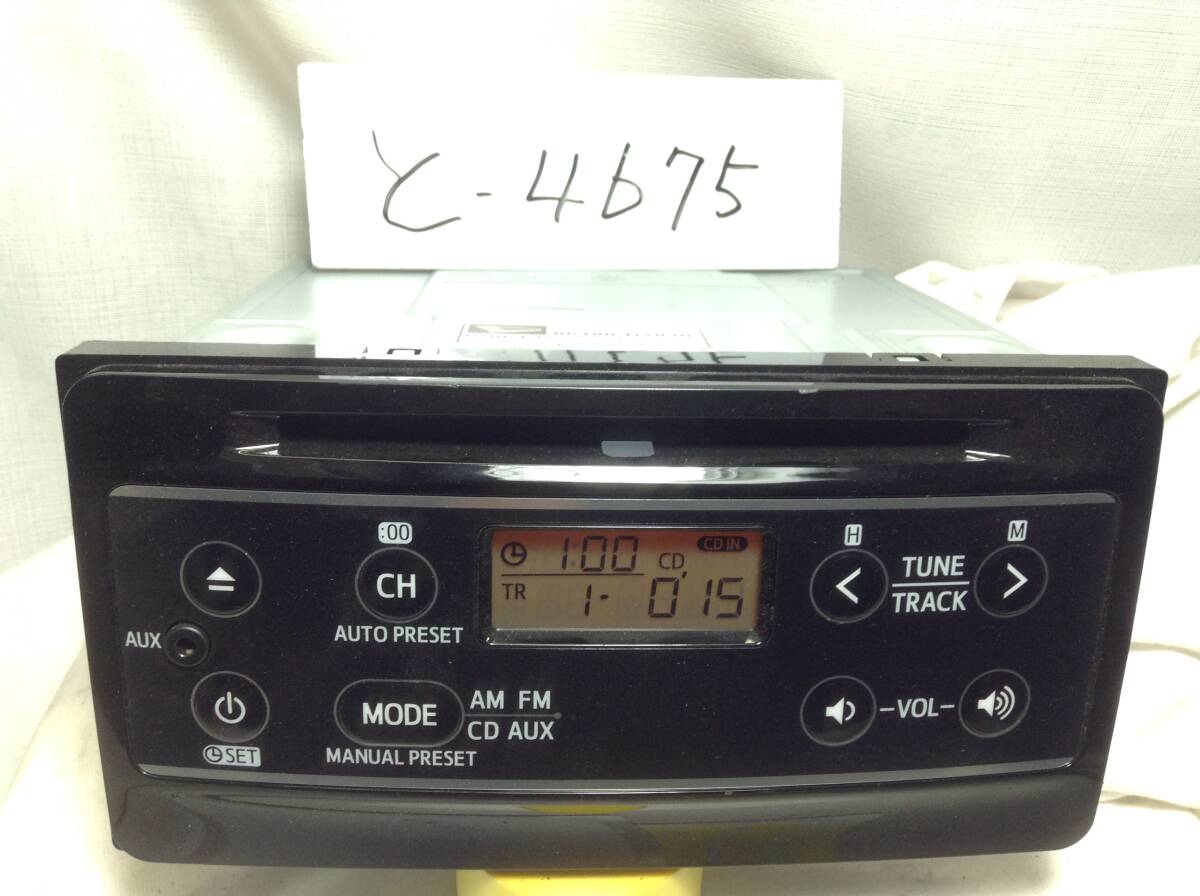 と-4675
:00
H
M
CH
AUTO PRESET
1:00
CD
CD IN
TR
1
0'15
TUNE
TRACK
AUX
MODE
AM FM
CD AUX
VOL
SET
MANUAL PRESET